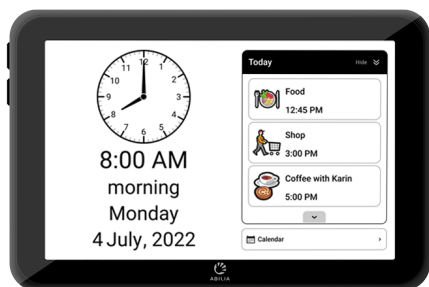 12
1
2
3
4
5
6
7
8
9
10
11
8:00 AM
morning
Monday
4 July, 2022
Today
Hide
Food
12:45 PM
Shop
3:00 PM
Coffee with Karin
5:00 PM
Calendar
ABILIA